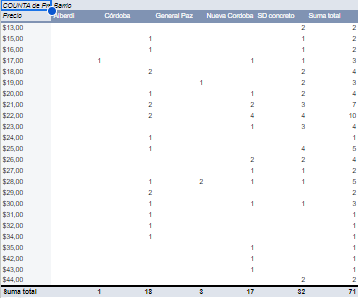 COUNTA de Pr Barrio
Precio Alberdi Córdoba General Paz Nueva Cordoba SD concreto Suma total
$13,00 2 2
$15,00 1 1 2
$16,00 1 1 2
$17,00 1 1 1 3
$18,00 2 2 4
$19,00 1 2 3
$20,00 1 1 2 4
$21,00 2 2 3 7
$22,00 2 4 4 10
$23,00 1 3 4
$24,00 1 1
$25,00 1 4 5
$26,00 2 2 4
$27,00 1 1 2
$28,00 1 2 1 1 5
$29,00 2 2
$30,00 1 1 1 3
$31,00 1 1
$32,00 1 1
$34,00 1 1
$35,00 1 1
$42,00 1 1
$43,00 1 1
$44,00 2 2
Suma total 1 18 3 17 32 71